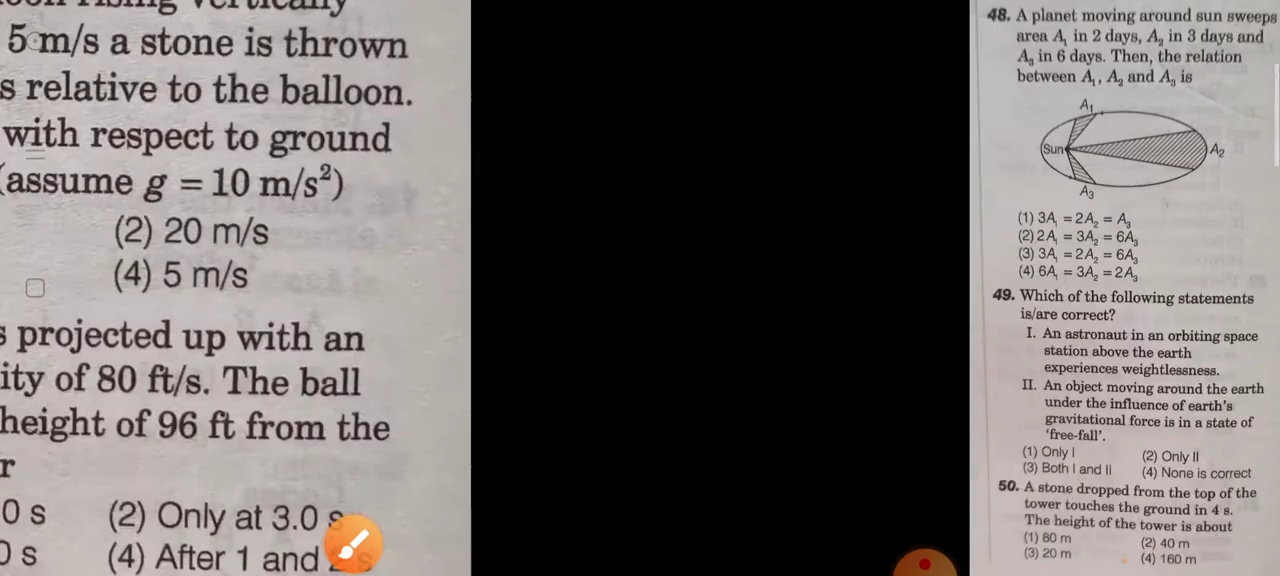 5 m/s a stone is thrown
s relative to the balloon.
with respect to ground
(assume g = 10 m/s²)
(2) 20 m/s
(4) 5 m/s
s projected up with an
ity of 80 ft/s. The ball
height of 96 ft from the
r
0 s (2) Only at 3.0 s
0 s (4) After 1 and
48. A planet moving around sun sweeps
area A₁ in 2 days, A₂ in 3 days and
A₃ in 6 days. Then, the relation
between A₁, A₂ and A₃ is
A₁
Sun
A₂
A₃
(1) 3A₁ = 2A₂ = A₃
(2) 2A₁ = 3A₂ = 6A₃
(3) 3A₁ = 2A₂ = 6A₃
(4) 6A₁ = 3A₂ = 2A₃
49. Which of the following statements
is/are correct?
I. An astronaut in an orbiting space
station above the earth
experiences weightlessness.
II. An object moving around the earth
under the influence of earth's
gravitational force is in a state of
'free-fall'.
(1) Only I (2) Only II
(3) Both I and II (4) None is correct
50. A stone dropped from the top of the
tower touches the ground in 4 s.
The height of the tower is about
(1) 80 m (2) 40 m
(3) 20 m (4) 160 m